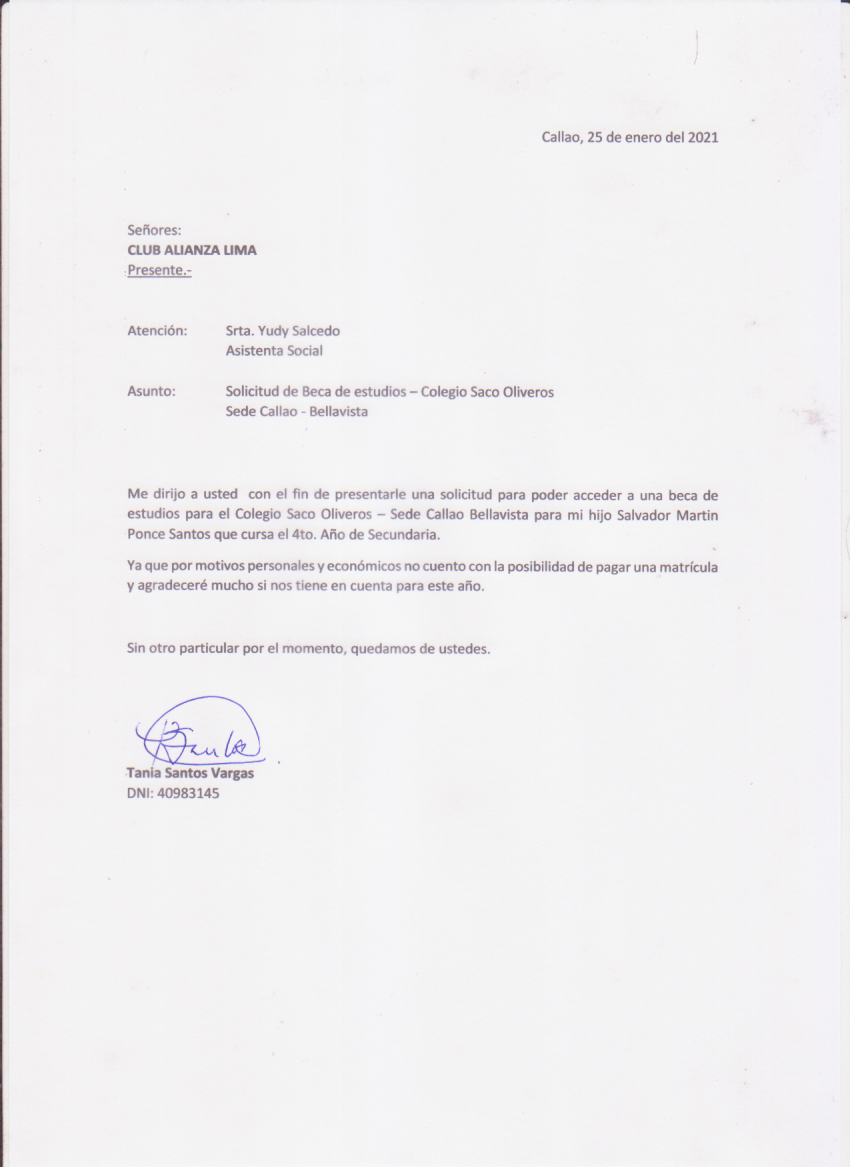 Callao, 25 de enero del 2021
Señores:
CLUB ALIANZA LIMA
Presente.-
Atención: Srta. Yudy Salcedo
Asistenta Social
Asunto: Solicitud de Beca de estudios – Colegio Saco Oliveros
Sede Callao - Bellavista
Me dirijo a usted con el fin de presentarle una solicitud para poder acceder a una beca de
estudios para el Colegio Saco Oliveros – Sede Callao Bellavista para mi hijo Salvador Martin
Ponce Santos que cursa el 4to. Año de Secundaria.
Ya que por motivos personales y económicos no cuento con la posibilidad de pagar una matrícula
y agradeceré mucho si nos tiene en cuenta para este año.
Sin otro particular por el momento, quedamos de ustedes.
Tania Santos Vargas
DNI: 40983145